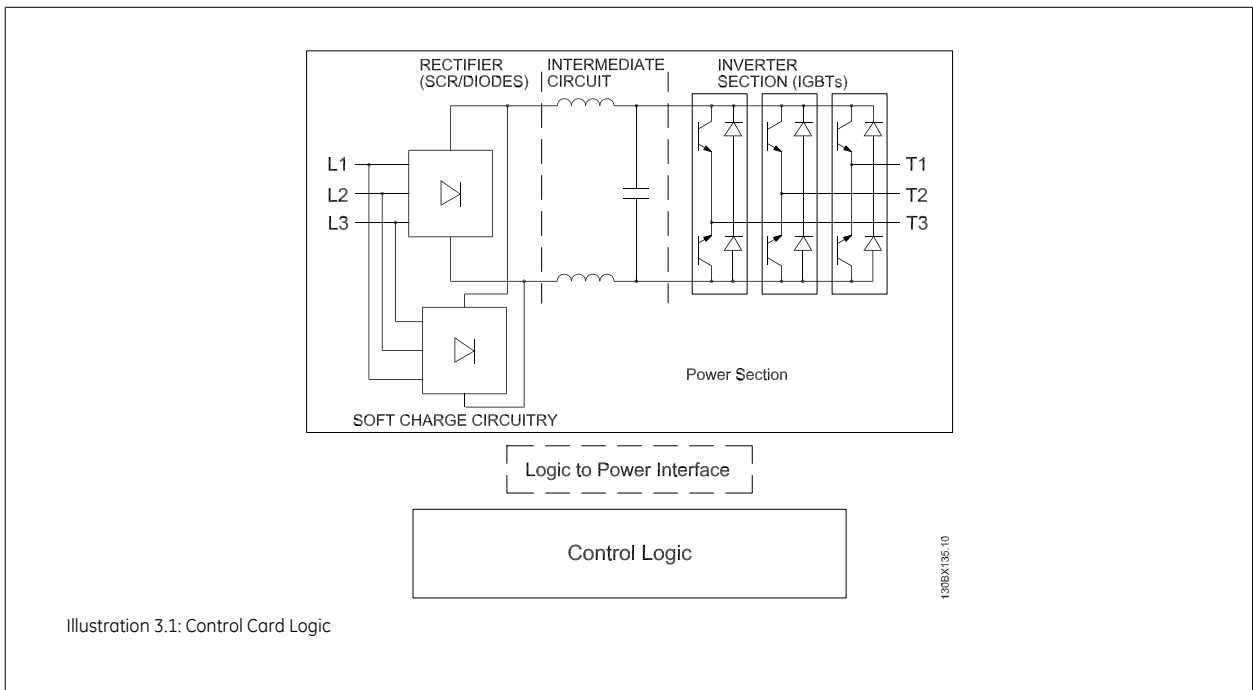 RECTIFIER
(SCR/DIODES)
INTERMEDIATE
CIRCUIT
INVERTER
SECTION (IGBTs)
L1
L2
L3
T1
T2
T3
Power Section
SOFT CHARGE CIRCUITRY
Logic to Power Interface
Control Logic
130BX135.10
Illustration 3.1: Control Card Logic